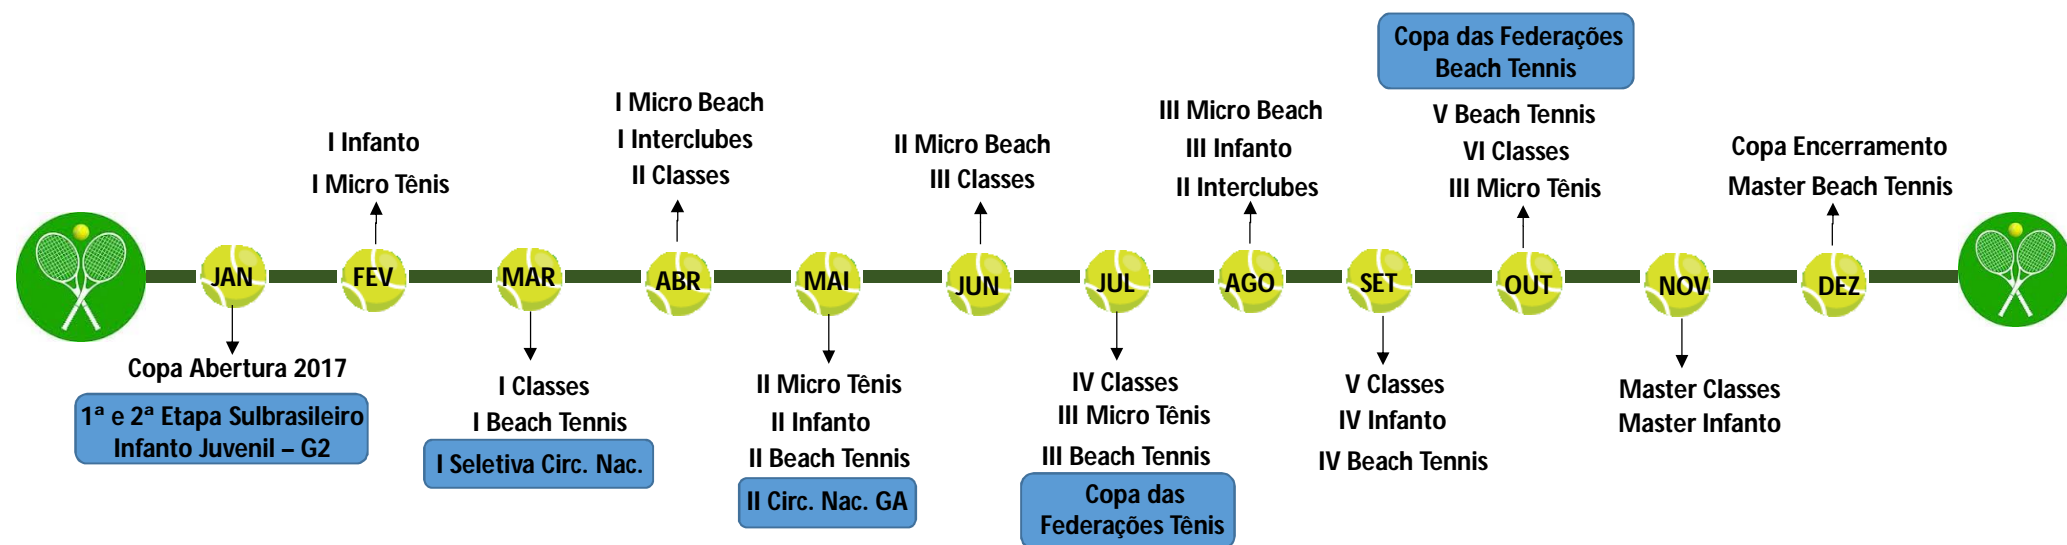 Copa das Federações
Beach Tennis
I Infanto
I Micro Tênis
I Micro Beach
I Interclubes
II Classes
II Micro Beach
III Classes
III Micro Beach
III Infanto
II Interclubes
V Beach Tennis
VI Classes
III Micro Tênis
Copa Encerramento
Master Beach Tennis
JAN
FEV
MAR
ABR
MAI
JUN
JUL
AGO
SET
OUT
NOV
DEZ
Copa Abertura 2017
1ª e 2ª Etapa Sulbrasileiro
Infanto Juvenil – G2
I Classes
I Beach Tennis
I Seletiva Circ. Nac.
II Micro Tênis
II Infanto
II Beach Tennis
II Circ. Nac. GA
IV Classes
III Micro Tênis
III Beach Tennis
Copa das
Federações Tênis
V Classes
IV Infanto
IV Beach Tennis
Master Classes
Master Infanto